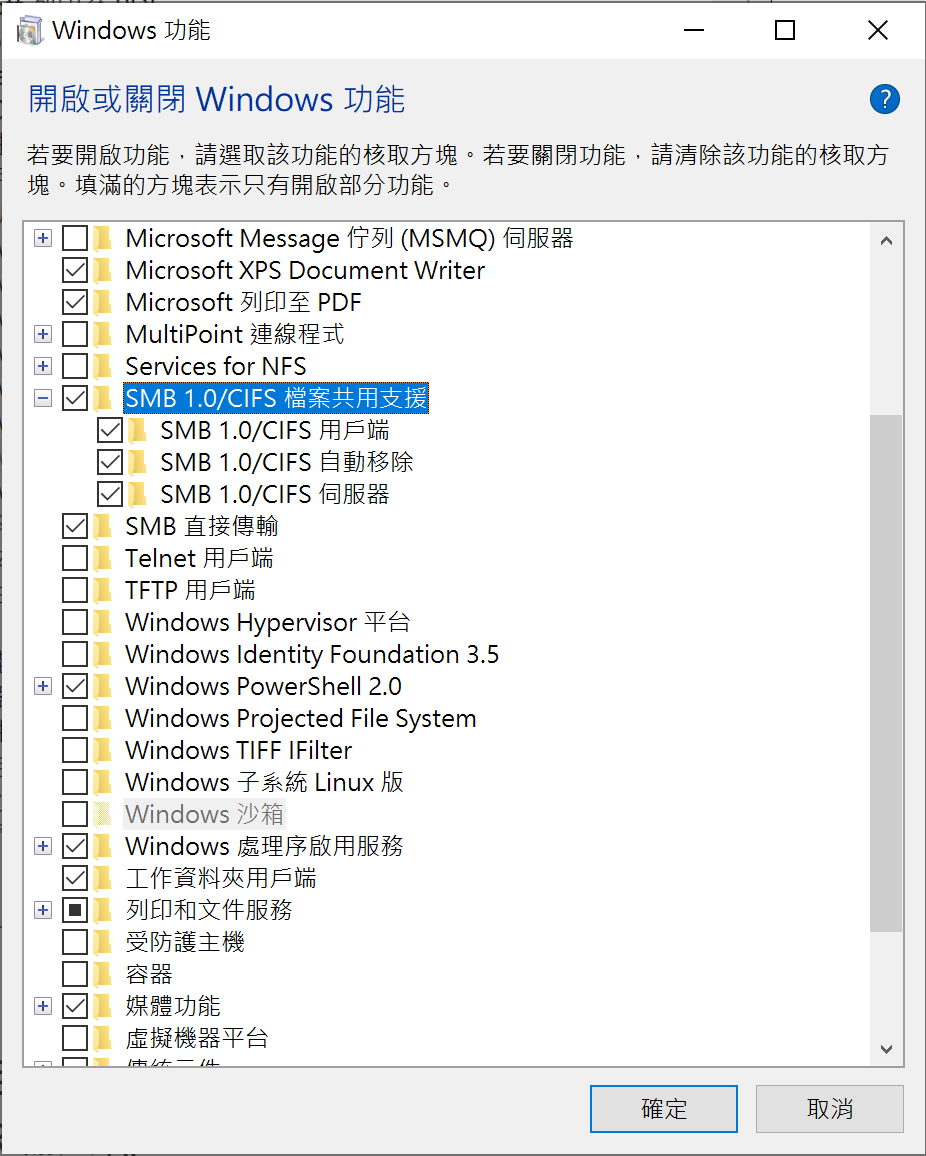 Windows 功能
開啟或關閉 Windows 功能
?
若要開啟功能，請選取該功能的核取方塊。若要關閉功能，請清除該功能的核取方
塊。填滿的方塊表示只有開啟部分功能。
Microsoft Message 佇列 (MSMQ) 伺服器
Microsoft XPS Document Writer
Microsoft 列印至 PDF
MultiPoint 連線程式
Services for NFS
SMB 1.0/CIFS 檔案共用支援
SMB 1.0/CIFS 用戶端
SMB 1.0/CIFS 自動移除
SMB 1.0/CIFS 伺服器
SMB 直接傳輸
Telnet 用戶端
TFTP 用戶端
Windows Hypervisor 平台
Windows Identity Foundation 3.5
Windows PowerShell 2.0
Windows Projected File System
Windows TIFF IFilter
Windows 子系統 Linux 版
Windows 沙箱
Windows 處理序啟用服務
工作資料夾用戶端
列印和文件服務
受防護主機
容器
媒體功能
虛擬機器平台
確定
取消